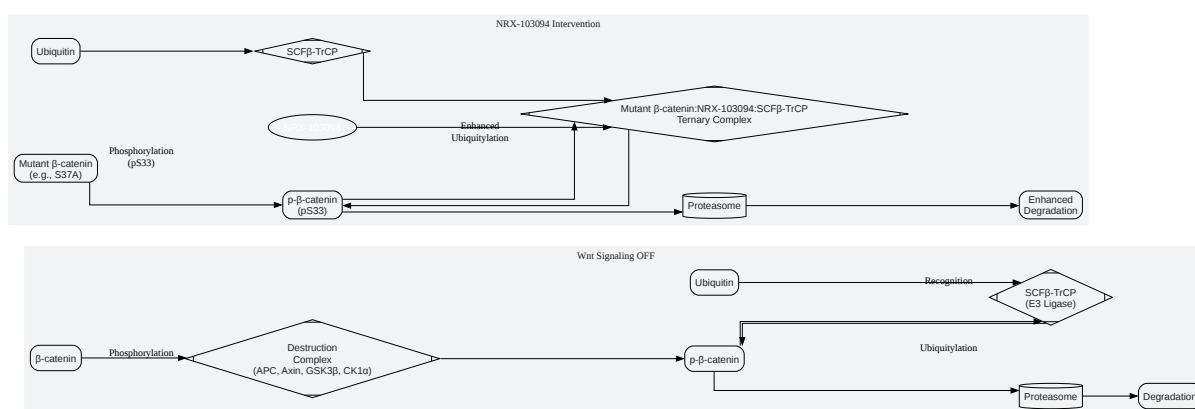 NRX-103094 Intervention
Ubiquitin
SCFβ-TrCP
Mutant β-catenin:NRX-103094:SCFβ-TrCP
Ternary Complex
Enhanced
Ubiquitylation
Phosphorylation
(pS33)
Mutant β-catenin
(e.g., S37A)
p-β-catenin
(pS33)
Proteasome
Enhanced
Degradation
Wnt Signaling OFF
Ubiquitin
Recognition
SCFβ-TrCP
(E3 Ligase)
β-catenin
Phosphorylation
Destruction
Complex
(APC, Axin, GSK3β, CK1α)
p-β-catenin
Ubiquitylation
Proteasome
Degradation